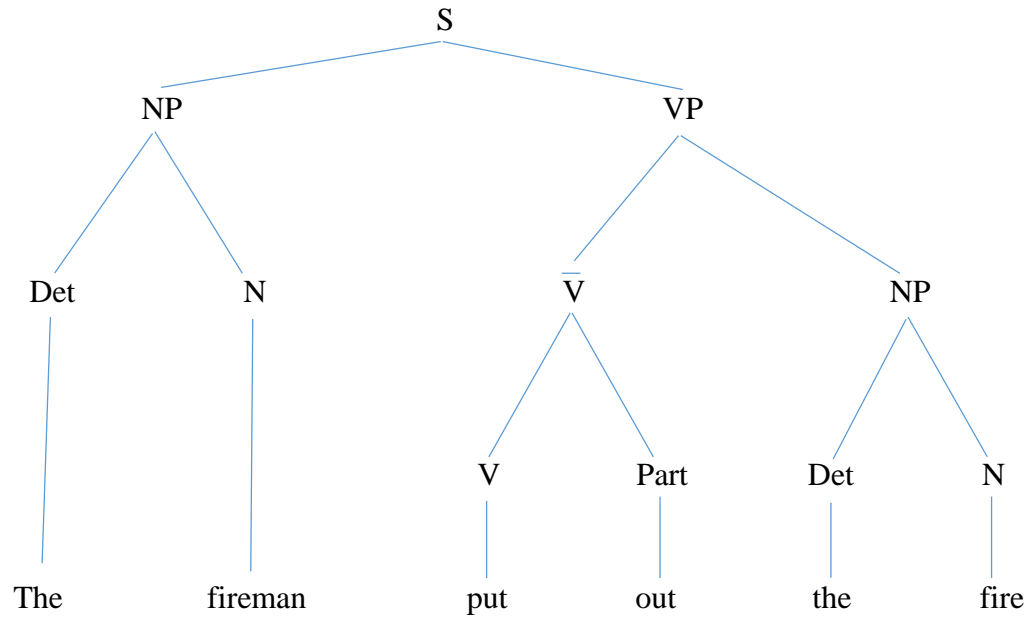 S
NP VP
Det N V̅ NP
V Part Det N
The fireman put out the fire